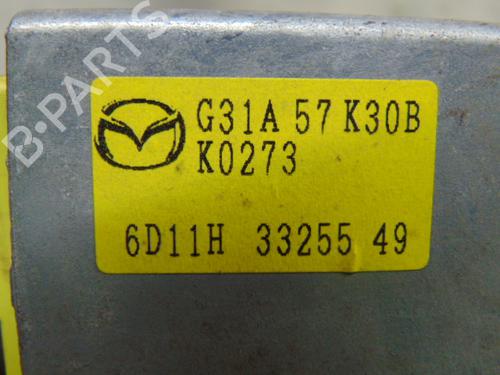 B-PARTS
G31A 57 K30B
K0273
6D11H 33255 49